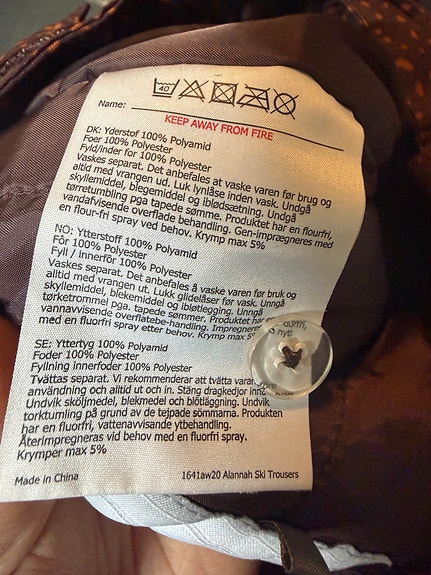 40
Name:
KEEP AWAY FROM FIRE
DK: Yderstof 100% Polyamid
Foer 100% Polyester
Fyld/inder for 100% Polyester
Vaskes separat. Det anbefales at vaske varen før brug og
alltid med vrangen ud. Luk lynlåse inden vask. Undgå
skyllemiddel, blegemiddel og iblødsætning. Undgå
tørretumbling pga tapede sømme. Produktet har en flourfri,
vandafvisende overflade behandling. Gen-imprægneres med
en flour-fri spray ved behov. Krymp max 5%
NO: Ytterstoff 100% Polyamid
Fôr 100% Polyester
Fyll / innerfôr 100% Polyester
Vaskes separat. Det anbefales å vaske varen før bruk og
alltid med vrangen ut. Lukk glidelåser før vask. Unngå
skyllemiddel, blekemiddel og bløtlegging. Unngå
tørketrommel pga. tapede sømmer. Produktet har
vannavvisende overflatebe-handling. Impregneres
med en fluorfri spray etter behov. Krymp max 5%
SE: Yttertyg 100% Polyamid
Foder 100% Polyester
Fyllning innerfoder 100% Polyester
Tvättas separat. Vi rekommenderar att tvätta varan
användning och alltid ut och in. Stäng dragkedjor
Undvik sköljmedel, blekmedel och blötläggning. Undvik
torktumling på grund av de tejpade sömmarna. Produkten
har en fluorfri, vattenavvisande ytbehandling.
Återimpregneras vid behov med en fluorfri spray.
Krymper max 5%
Made in China 1641aw20 Alannah Ski Trousers